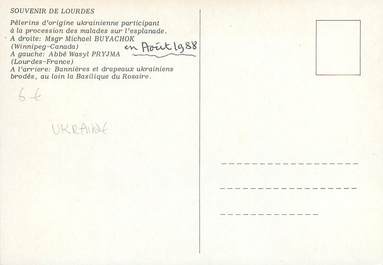 SOUVENIR DE LOURDES
Pélerins d'origine ukrainienne participant
à la procession des malades sur l'esplanade.
A droite: Msgr Michael BUYACHOK
(Winnipeg-Canada) en Août 1988
A gauche: Abbé Wasyl PRYJMA
(Lourdes-France)
A l'arriere: Bannières et drapeaux ukrainiens
brodés, au loin la Basilique du Rosaire.
6 €
UKRAINE